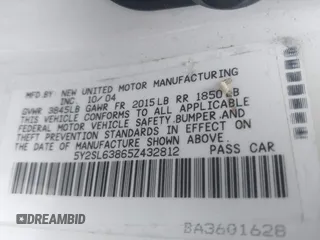 MFD BY NEW UNITED MOTOR MANUFACTURING
INC. 10/04
GVWR 3845LB GAWR FR 2015LB RR 1850LB
THIS VEHICLE CONFORMS TO ALL APPLICABLE
FEDERAL MOTOR VEHICLE SAFETY, BUMPER, AND
THEFT PREVENTION STANDARDS IN EFFECT ON
THE DATE OF MANUFACTURE SHOWN ABOVE.
5Y2SL63865Z432812 PASS CAR
DREAMBID
BA3601628